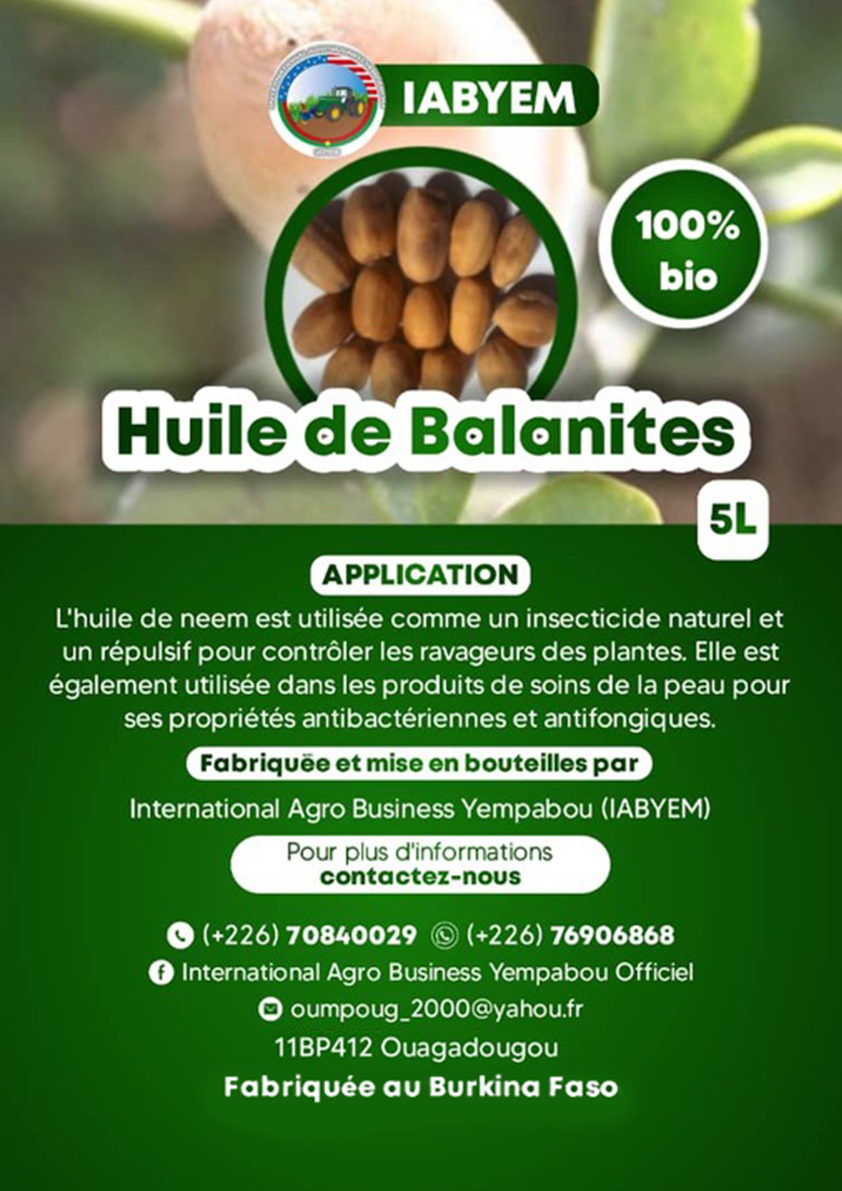 IABYEM
100%
bio
Huile de Balanites
5L
APPLICATION
L'huile de neem est utilisée comme un insecticide naturel et
un répulsif pour contrôler les ravageurs des plantes. Elle est
également utilisée dans les produits de soins de la peau pour
ses propriétés antibactériennes et antifongiques.
Fabriquëe et mise en bouteilles par
International Agro Business Yempabou (IABYEM)
Pour plus d'informations
contactez-nous
(+226) 70840029 (+226) 76906868
International Agro Business Yempabou Officiel
oumpoug_2000@yahou.fr
11BP412 Ouagadougou
Fabriquée au Burkina Faso